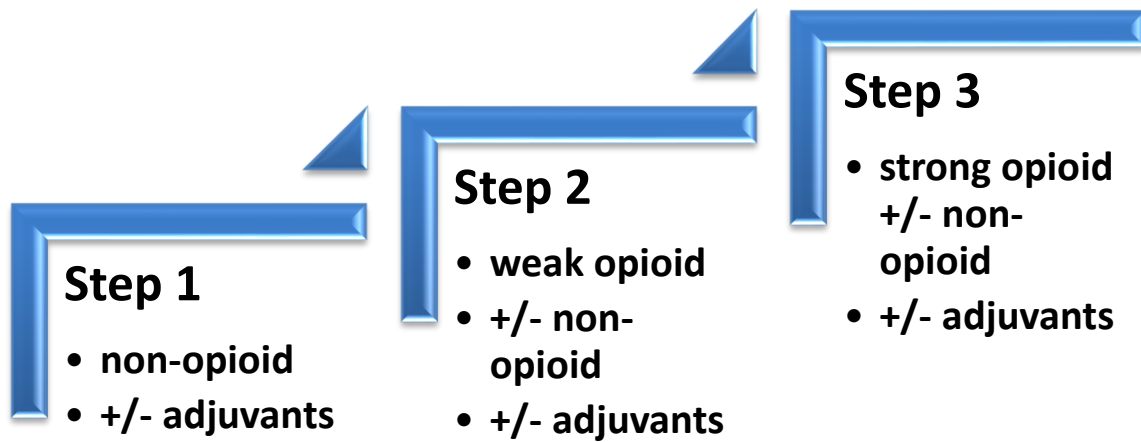 Step 1
• non-opioid
• +/- adjuvants
Step 2
• weak opioid
• +/- non-
opioid
• +/- adjuvants
Step 3
• strong opioid
+/- non-
opioid
• +/- adjuvants